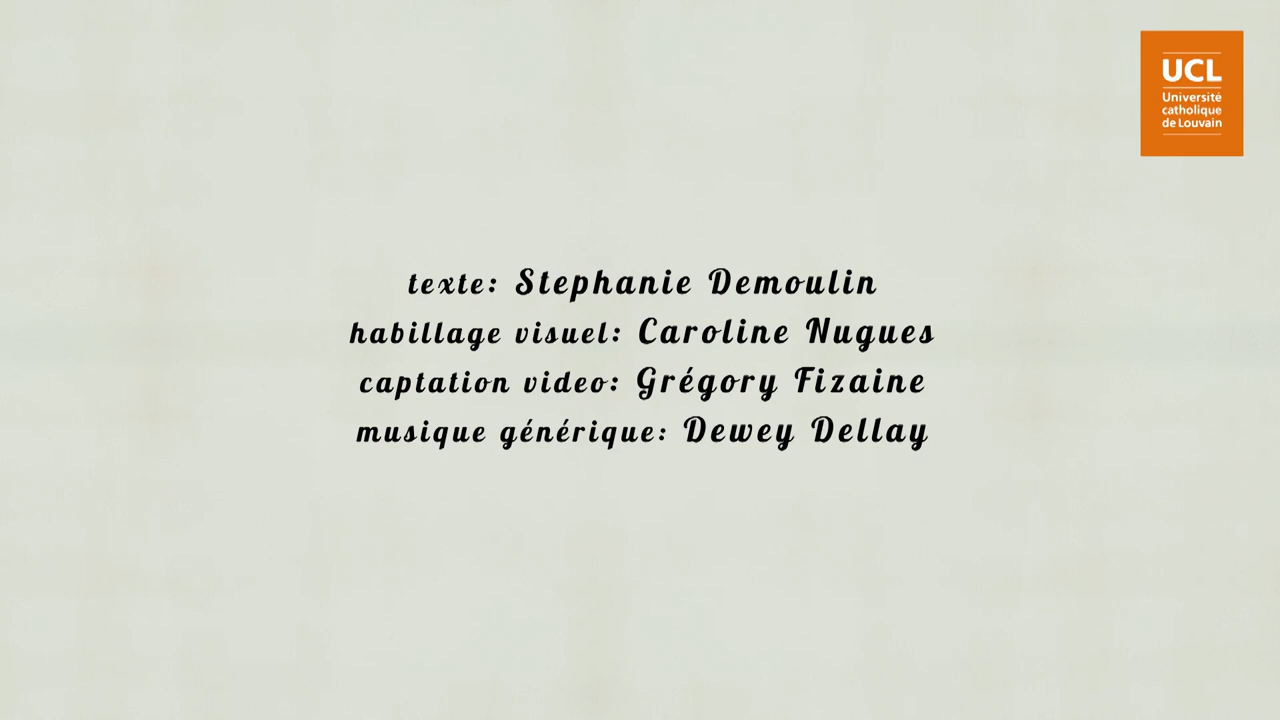 UCL
Université
catholique
de Louvain
texte: Stephanie Demoulin
habillage visuel: Caroline Nugues
captation video: Grégory Fizaine
musique générique: Dewey Dellay